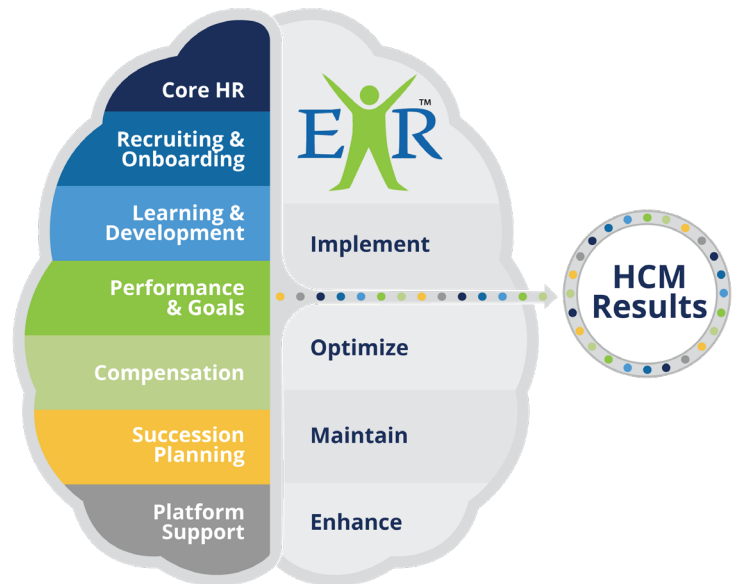 Core HR
Recruiting &
Onboarding
Learning &
Development
Performance
& Goals
Compensation
Succession
Planning
Platform
Support
EXR™
Implement
Optimize
Maintain
Enhance
HCM
Results